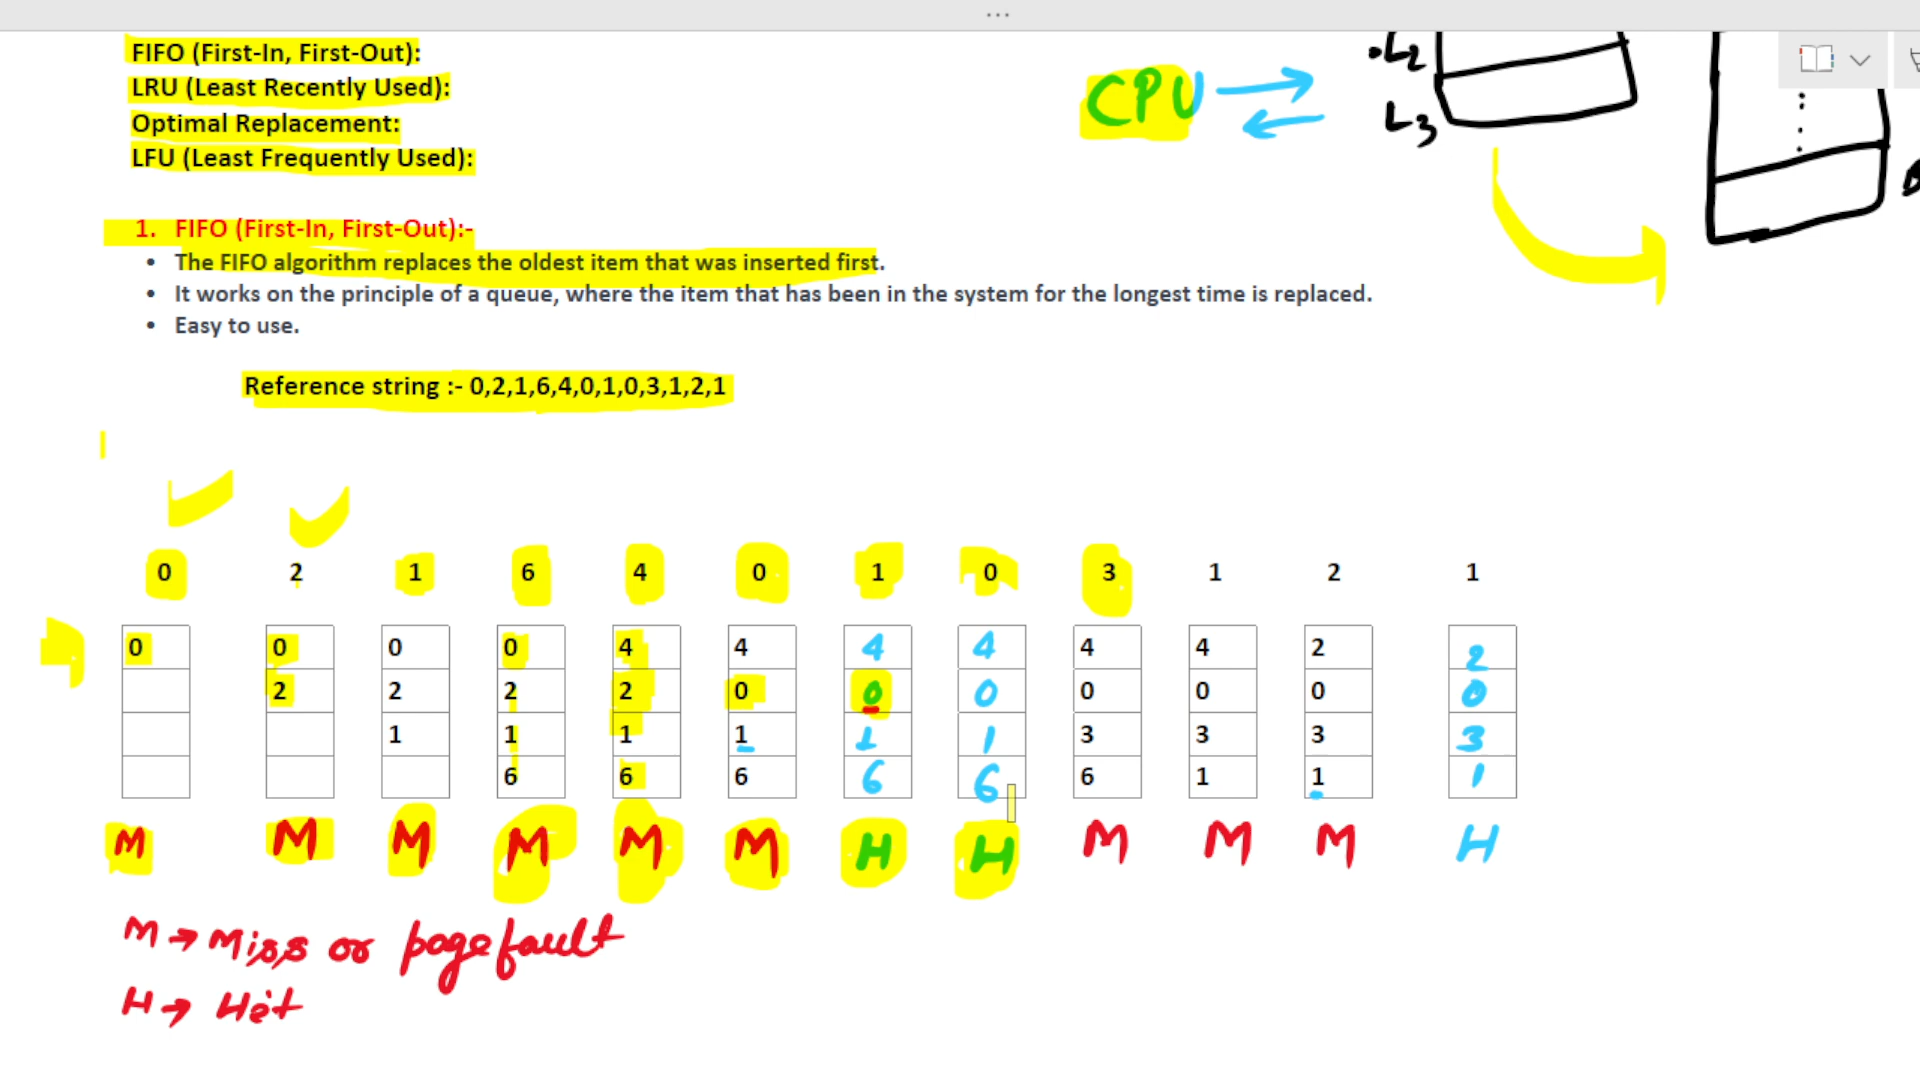 ...
FIFO (First-In, First-Out):
LRU (Least Recently Used):
Optimal Replacement:
LFU (Least Frequently Used):
CPU
L2
L3
1. FIFO (First-In, First-Out):-
• The FIFO algorithm replaces the oldest item that was inserted first.
• It works on the principle of a queue, where the item that has been in the system for the longest time is replaced.
• Easy to use.
Reference string :- 0,2,1,6,4,0,1,0,3,1,2,1
0 2 1 6 4 0 1 0 3 1 2 1
0 0 0 0 4 4 4 4 4 4 2 2
2 2 2 2 0 0 0 0 0 0 0
1 1 1 1 1 1 3 3 3 3
6 6 6 6 6 6 1 1 1
M M M M M M H H M M M H
M → Miss or pagefault
H → Hit